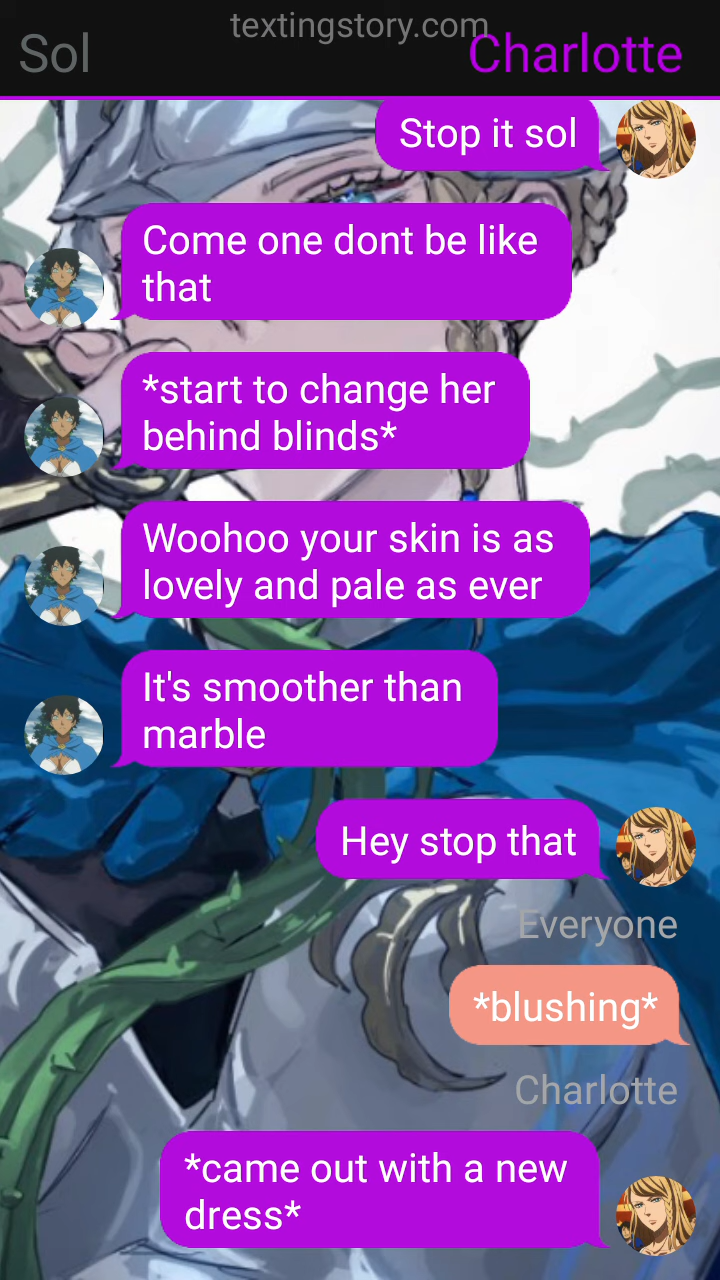 textingstory.com
Sol
Charlotte
Stop it sol
Come one dont be like
that
*start to change her
behind blinds*
Woohoo your skin is as
lovely and pale as ever
It's smoother than
marble
Hey stop that
Everyone
*blushing*
Charlotte
*came out with a new
dress*